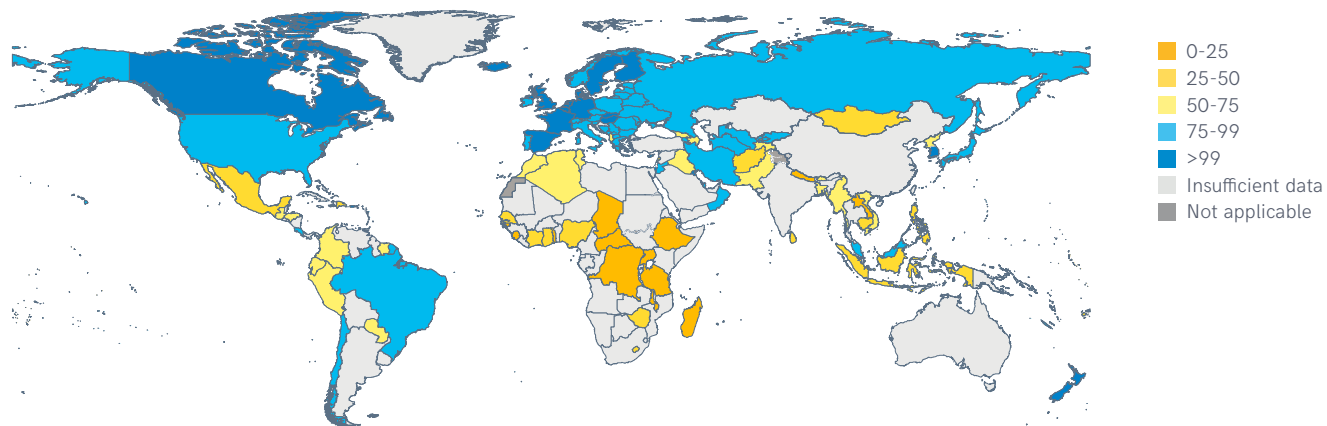 0-25
25-50
50-75
75-99
>99
Insufficient data
Not applicable